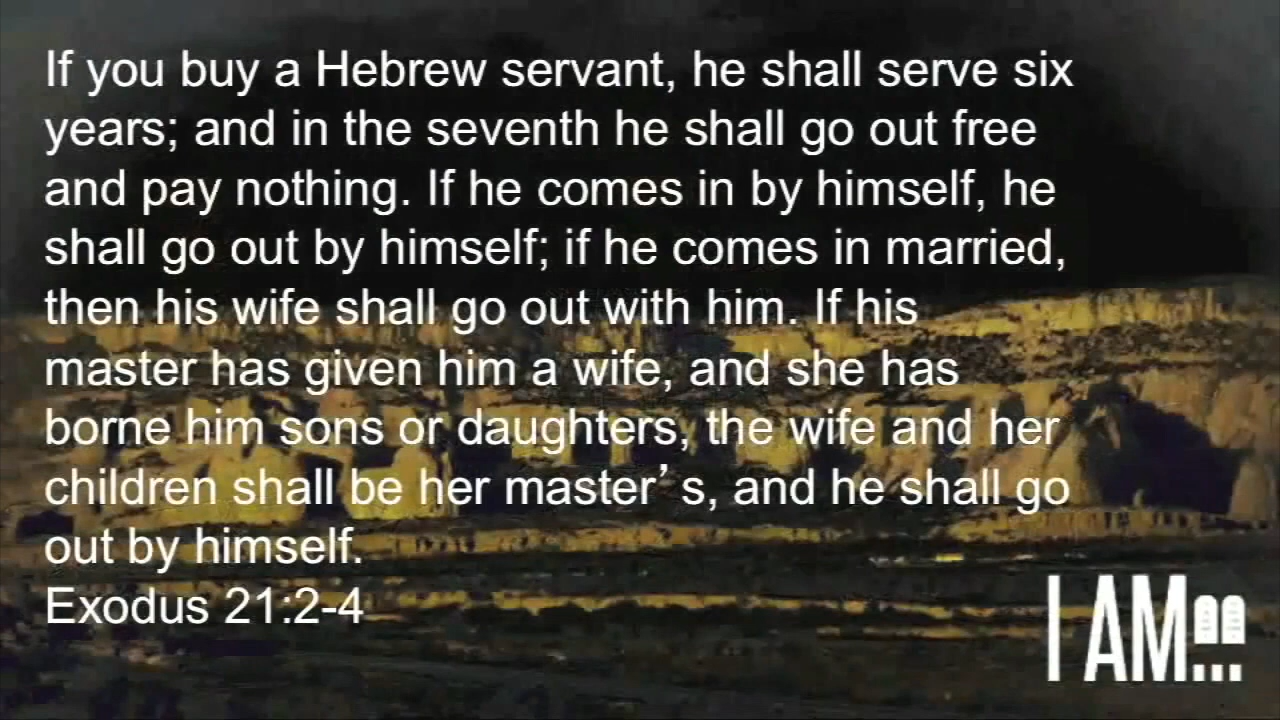 If you buy a Hebrew servant, he shall serve six
years; and in the seventh he shall go out free
and pay nothing. If he comes in by himself, he
shall go out by himself; if he comes in married,
then his wife shall go out with him. If his
master has given him a wife, and she has
borne him sons or daughters, the wife and her
children shall be her master’s, and he shall go
out by himself.
Exodus 21:2-4
I AM...